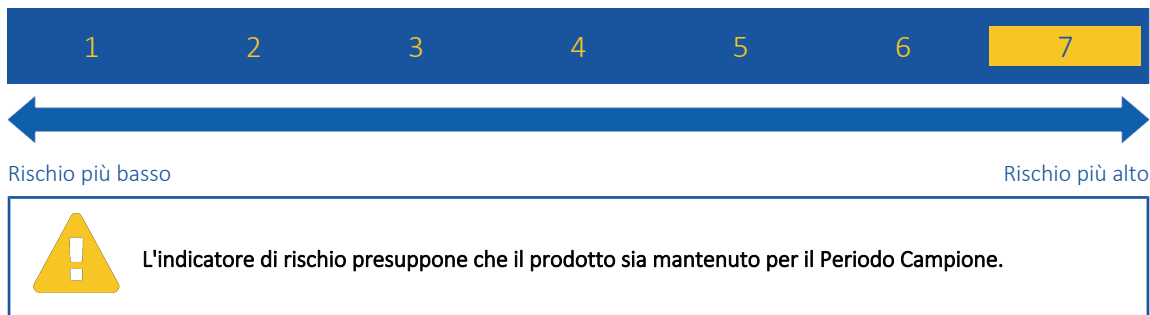 1 2 3 4 5 6 7
Rischio più basso Rischio più alto
L'indicatore di rischio presuppone che il prodotto sia mantenuto per il Periodo Campione.